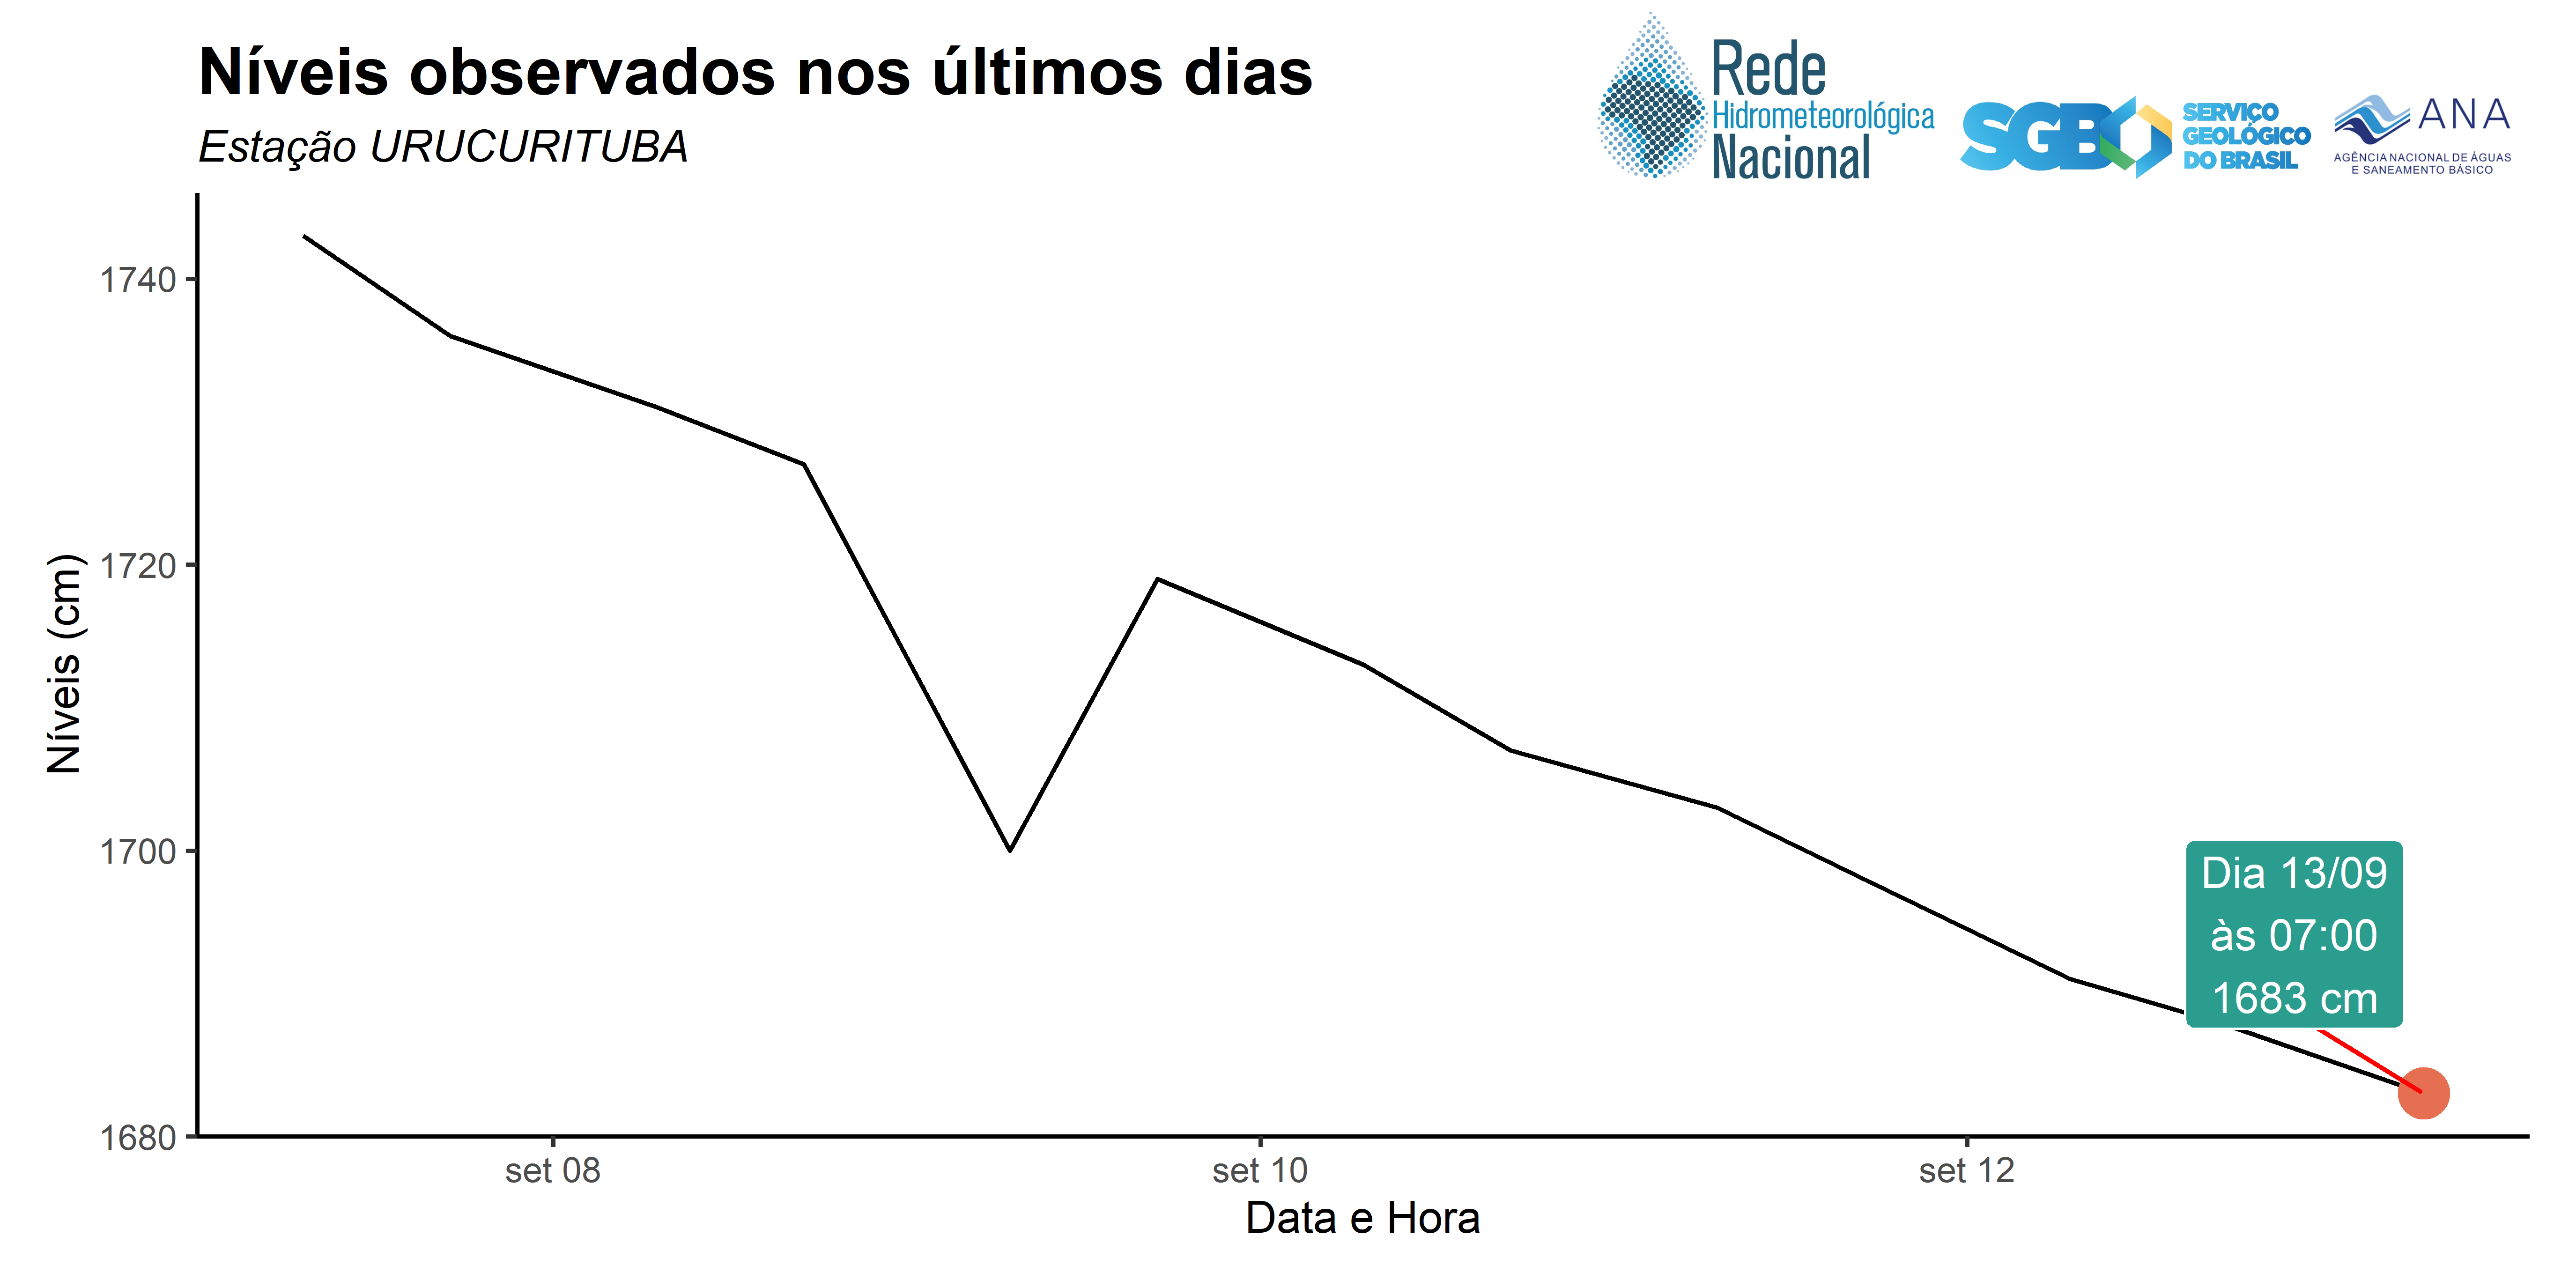 Níveis observados nos últimos dias
Estação URUCURITUBA
Rede
Hidrometeorológica
Nacional
SGB
SERVIÇO
GEOLÓGICO
DO BRASIL
ANA
AGÊNCIA NACIONAL DE ÁGUAS
E SANEAMENTO BÁSICO
Níveis (cm)
1740
1720
1700
1680
Dia 13/09
às 07:00
1683 cm
set 08
set 10
set 12
Data e Hora